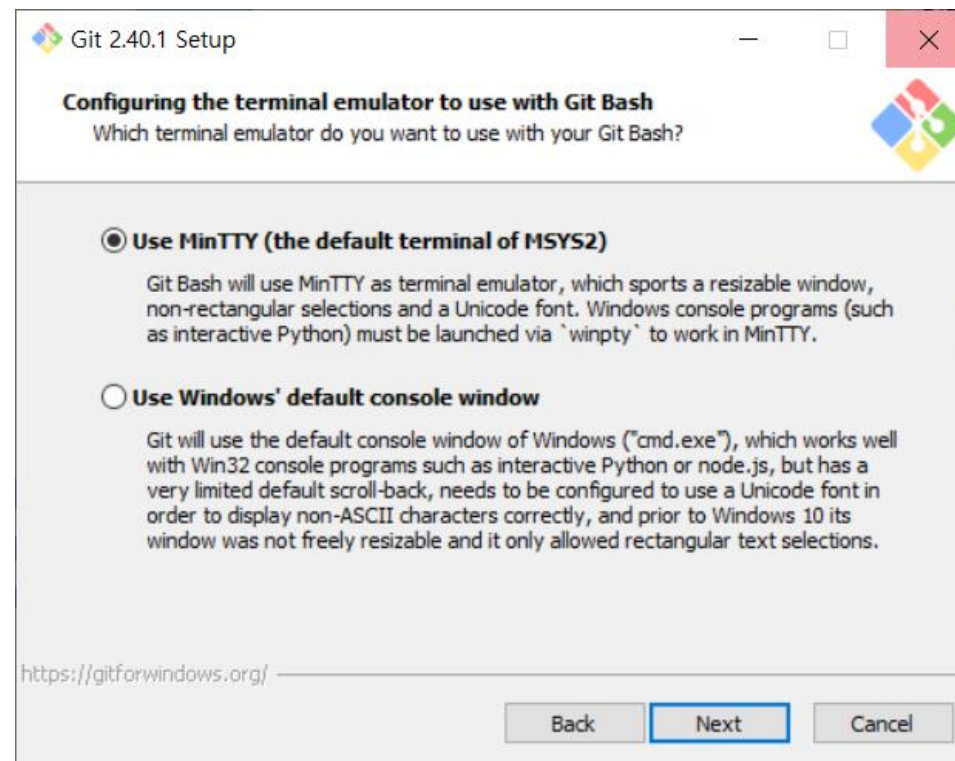 Git 2.40.1 Setup
Configuring the terminal emulator to use with Git Bash
Which terminal emulator do you want to use with your Git Bash?
Use MinTTY (the default terminal of MSYS2)
Git Bash will use MinTTY as terminal emulator, which sports a resizable window,
non-rectangular selections and a Unicode font. Windows console programs (such
as interactive Python) must be launched via `winpty` to work in MinTTY.
Use Windows' default console window
Git will use the default console window of Windows ("cmd.exe"), which works well
with Win32 console programs such as interactive Python or node.js, but has a
very limited default scroll-back, needs to be configured to use a Unicode font in
order to display non-ASCII characters correctly, and prior to Windows 10 its
window was not freely resizable and it only allowed rectangular text selections.
https://gitforwindows.org/
Back Next Cancel